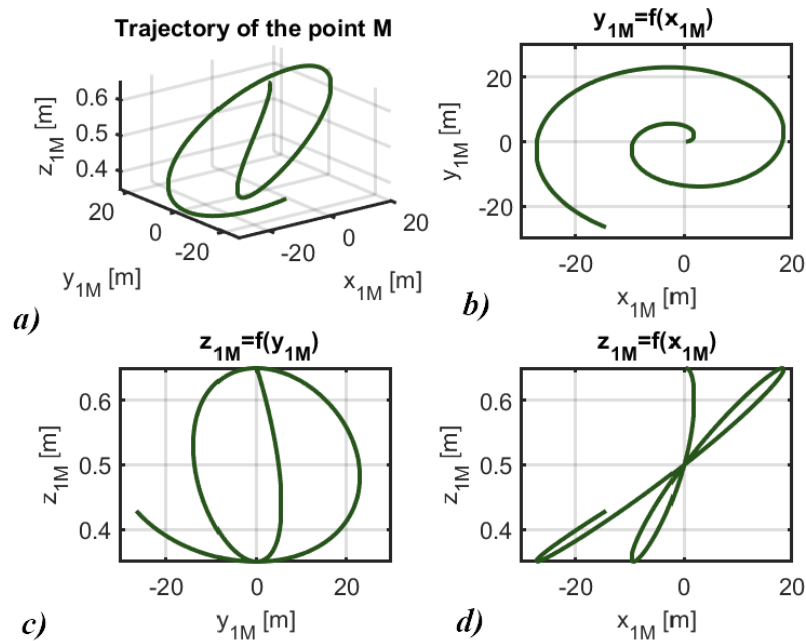 Trajectory of the point M
0.6
0.5
0.4
z1M [m]
20
0
-20
y1M [m]
-20
0
20
x1M [m]
a)
y1M=f(x1M)
20
0
-20
y1M [m]
-20
0
20
x1M [m]
b)
z1M=f(y1M)
0.6
0.5
0.4
z1M [m]
-20
0
20
y1M [m]
c)
z1M=f(x1M)
0.6
0.5
0.4
z1M [m]
-20
0
20
x1M [m]
d)